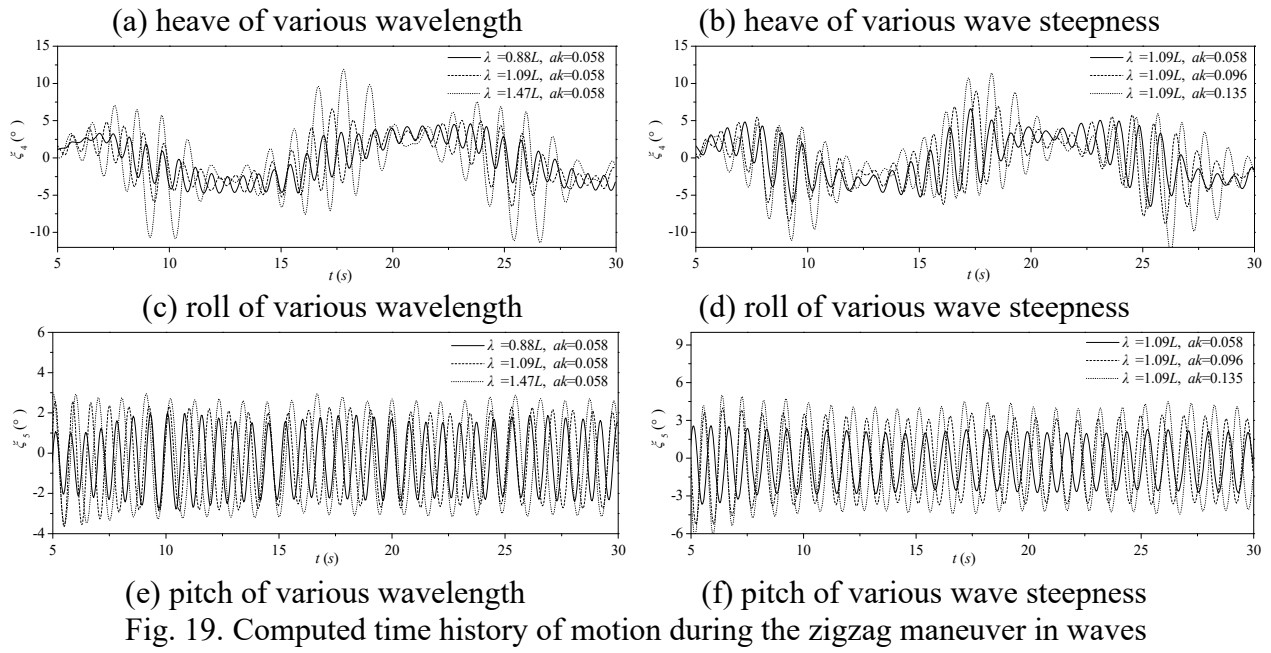 (a) heave of various wavelength (b) heave of various wave steepness
15
10
5
0
-5
-10
ξ₄ (°)
λ =0.88L, ak=0.058
λ =1.09L, ak=0.058
λ =1.47L, ak=0.058
5 10 15 20 25 30
t (s)
15
10
5
0
-5
-10
ξ₄ (°)
λ =1.09L, ak=0.058
λ =1.09L, ak=0.096
λ =1.09L, ak=0.135
5 10 15 20 25 30
t (s)
(c) roll of various wavelength (d) roll of various wave steepness
6
4
2
0
-2
-4
ξ₅ (°)
λ =0.88L, ak=0.058
λ =1.09L, ak=0.058
λ =1.47L, ak=0.058
5 10 15 20 25 30
t (s)
9
6
3
0
-3
-6
ξ₅ (°)
λ =1.09L, ak=0.058
λ =1.09L, ak=0.096
λ =1.09L, ak=0.135
5 10 15 20 25 30
t (s)
(e) pitch of various wavelength (f) pitch of various wave steepness
Fig. 19. Computed time history of motion during the zigzag maneuver in waves